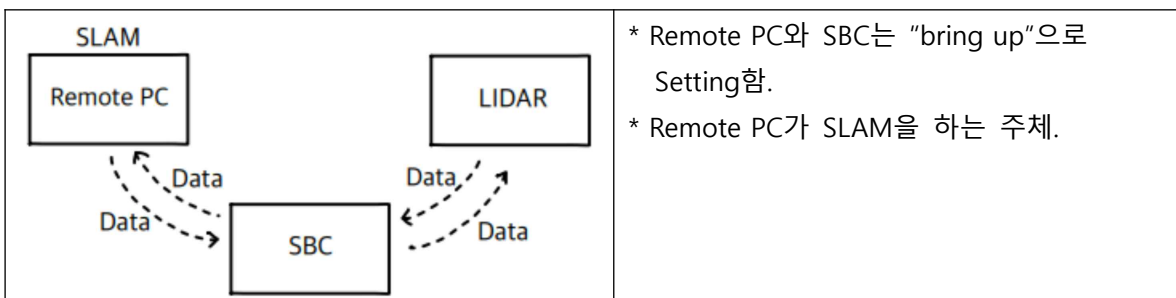 SLAM
Remote PC
LIDAR
Data
Data
Data
Data
SBC
* Remote PC와 SBC는 “bring up”으로
Setting함.
* Remote PC가 SLAM을 하는 주체.